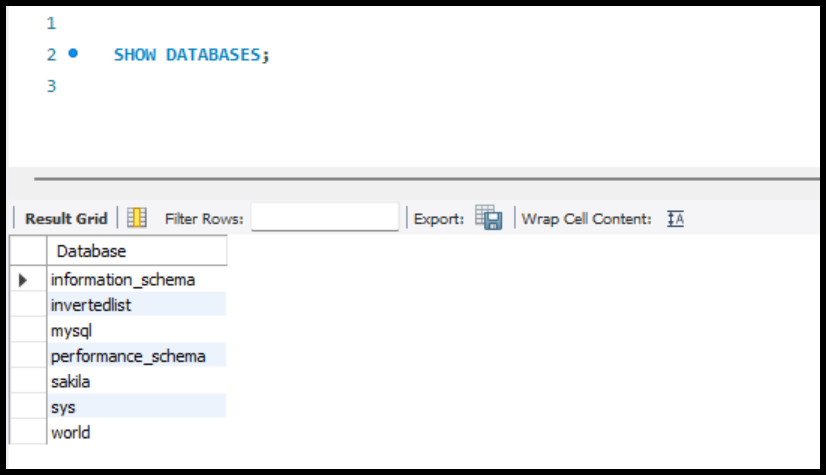 1
2 SHOW DATABASES;
3
Result Grid Filter Rows: Export: Wrap Cell Content: A
Database
information_schema
invertedlist
mysql
performance_schema
sakila
sys
world